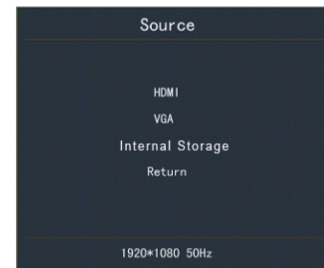 Source
HDMI
VGA
Internal Storage
Return
1920*1080 50Hz